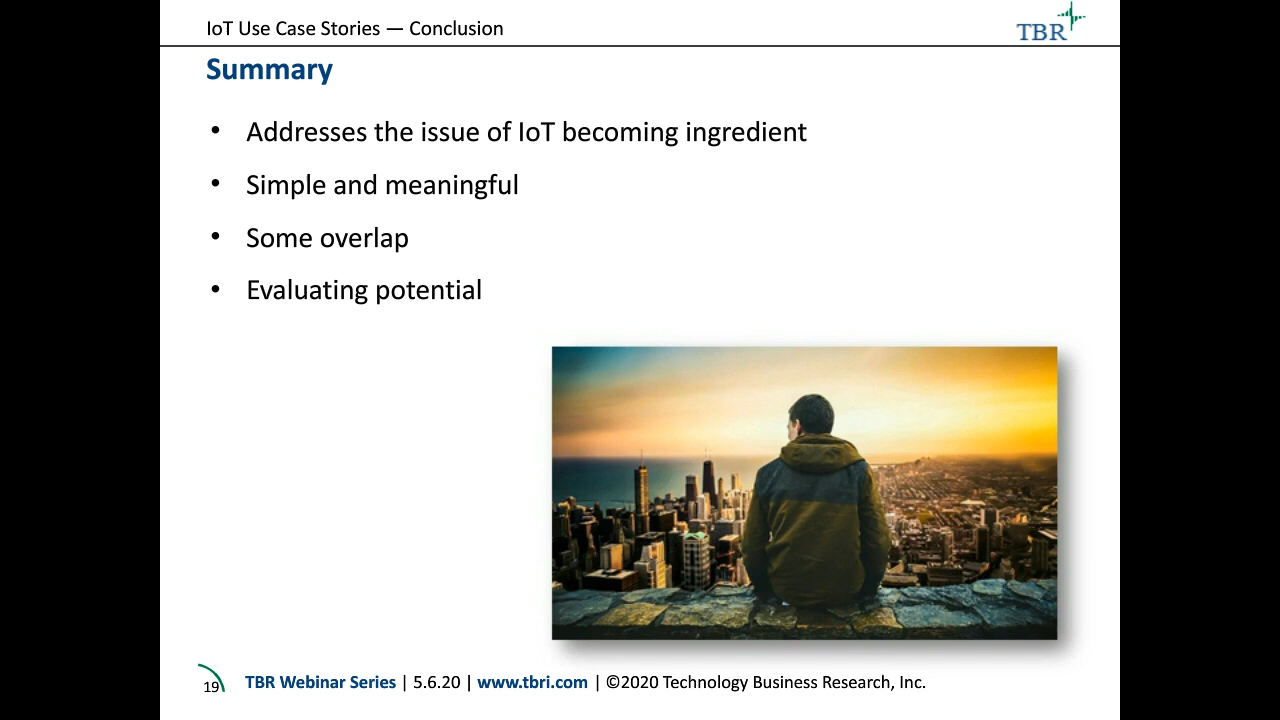 IoT Use Case Stories — Conclusion
TBR
Summary
• Addresses the issue of IoT becoming ingredient
• Simple and meaningful
• Some overlap
• Evaluating potential
19
TBR Webinar Series | 5.6.20 | www.tbri.com | ©2020 Technology Business Research, Inc.